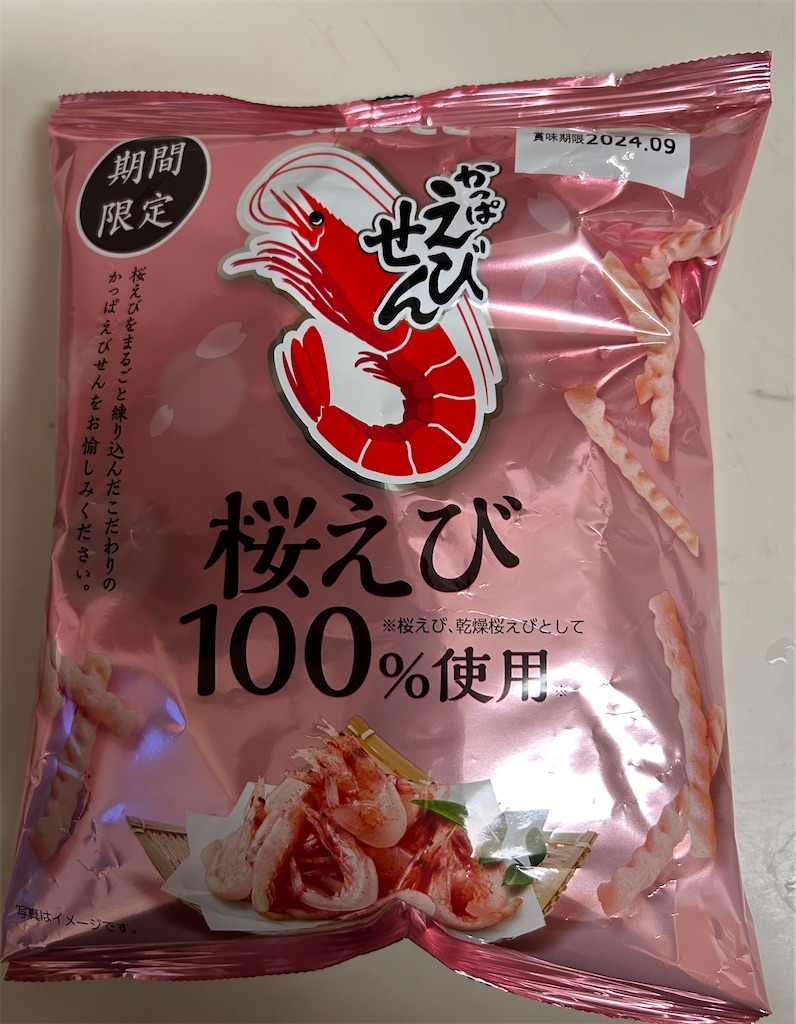 賞味期限2024.09
期間
限定
かっぱ
えび
せん
桜えびをまるごと練り込んだこだわりの
かっぱえびせんをお愉しみください。
桜えび
※桜えび、乾燥桜えびとして
100%使用※
写真はイメージです。